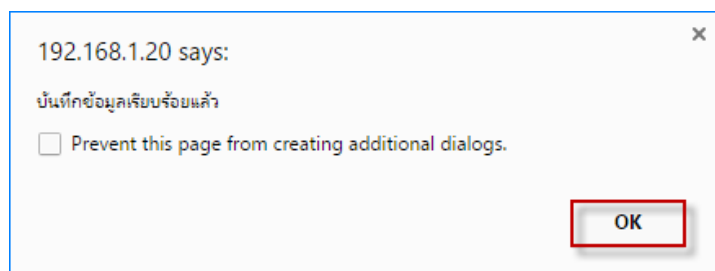 192.168.1.20 says:
บันทึกข้อมูลเรียบร้อยแล้ว
Prevent this page from creating additional dialogs.
OK